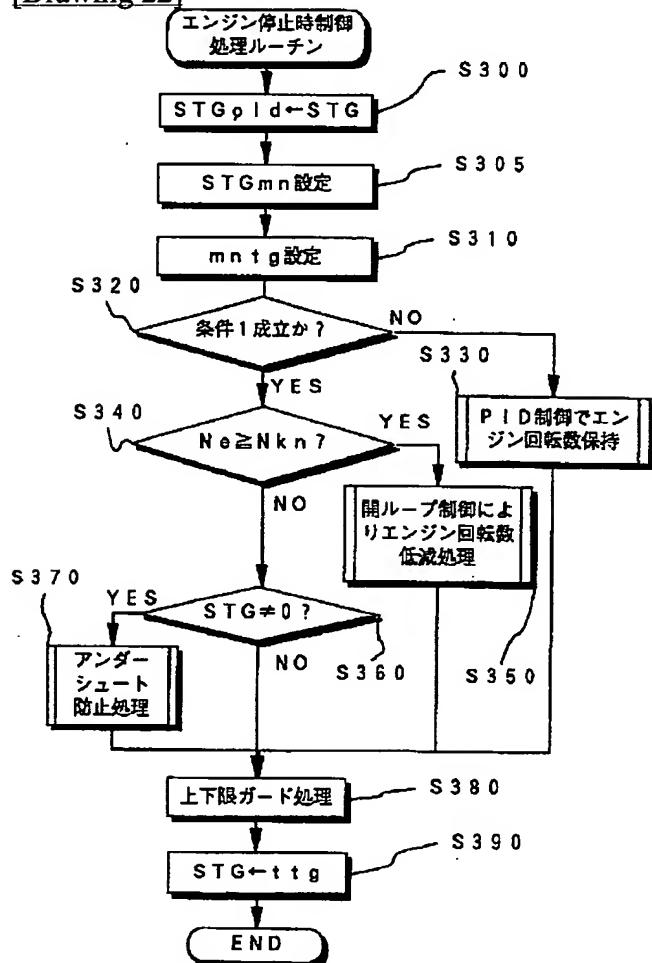 [Drawing 22]
エンジン停止時制御
処理ルーチン
S300
STGold←STG
S305
STGmn設定
S310
mntg設定
S320
条件1成立か?
NO
S330
YES
PID制御でエン
ジン回転数保持
S340
Ne≧Nkn?
YES
NO
開ループ制御によ
りエンジン回転数
低減処理
S370
YES
STG≠0?
NO
S360
S350
アンダー
シュート
防止処理
上下限ガード処理
S380
S390
STG←ttg
END